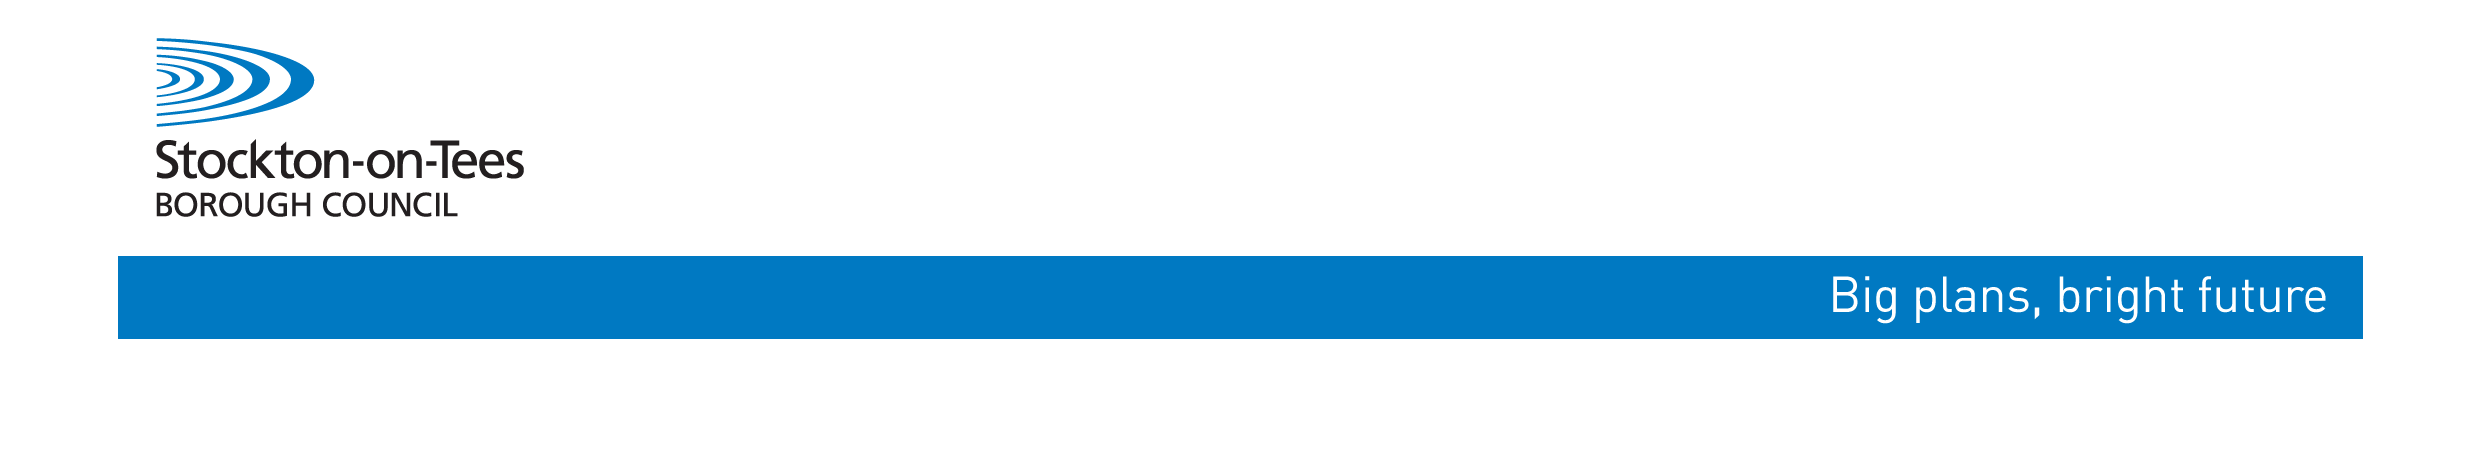 Stockton-on-Tees
BOROUGH COUNCIL
Big plans, bright future